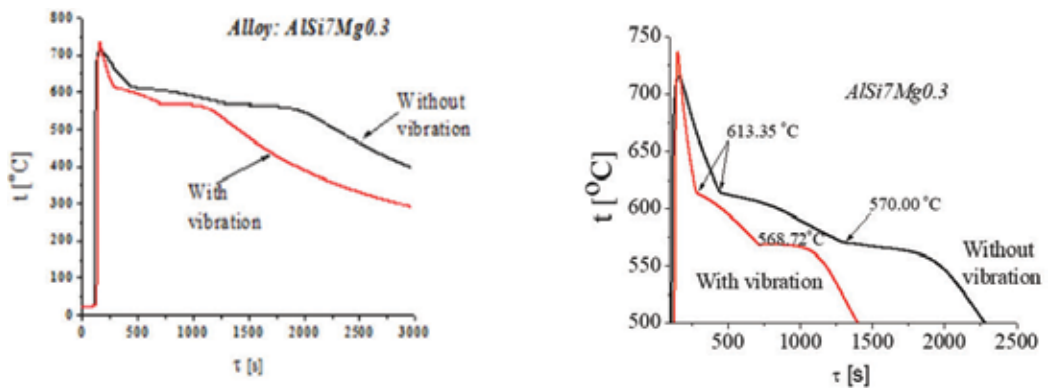 Alloy: AlSi7Mg0.3
t [°C]
800
700
600
500
400
300
200
100
0
Without
vibration
With
vibration
0
500
1000
1500
2000
2500
3000
τ [s]
t [°C]
750
700
650
600
550
500
AlSi7Mg0.3
613.35 °C
570.00 °C
568.72°C
With vibration
Without
vibration
500
1000
1500
2000
2500
τ [s]